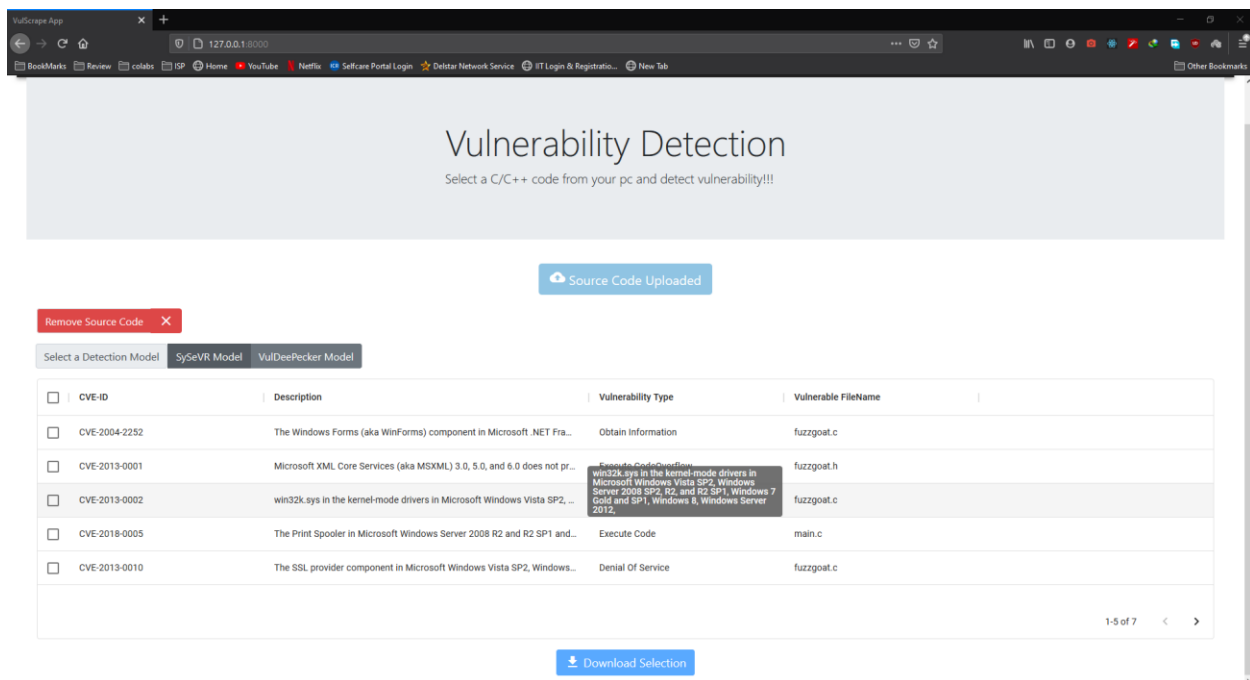 VulScrape App
127.0.0.1:8000
BookMarks Review colabs ISP Home YouTube Netflix Selfcare Portal Login Delstar Network Service IIT Login & Registratio... New Tab Other Bookmarks
Vulnerability Detection
Select a C/C++ code from your pc and detect vulnerability!!!
Source Code Uploaded
Remove Source Code
Select a Detection Model SySeVR Model VulDeePecker Model
CVE-ID Description Vulnerability Type Vulnerable FileName
CVE-2004-2252 The Windows Forms (aka WinForms) component in Microsoft .NET Fra... Obtain Information fuzzgoat.c
CVE-2013-0001 Microsoft XML Core Services (aka MSXML) 3.0, 5.0, and 6.0 does not pr... Execute CodeOverflow fuzzgoat.h
CVE-2013-0002 win32k.sys in the kernel-mode drivers in Microsoft Windows Vista SP2, ... fuzzgoat.c
win32k.sys in the kernel-mode drivers in
Microsoft Windows Vista SP2, Windows
Server 2008 SP2, R2, and R2 SP1, Windows 7
Gold and SP1, Windows 8, Windows Server
2012,
CVE-2018-0005 The Print Spooler in Microsoft Windows Server 2008 R2 and R2 SP1 and... Execute Code main.c
CVE-2013-0010 The SSL provider component in Microsoft Windows Vista SP2, Windows... Denial Of Service fuzzgoat.c
1-5 of 7
Download Selection